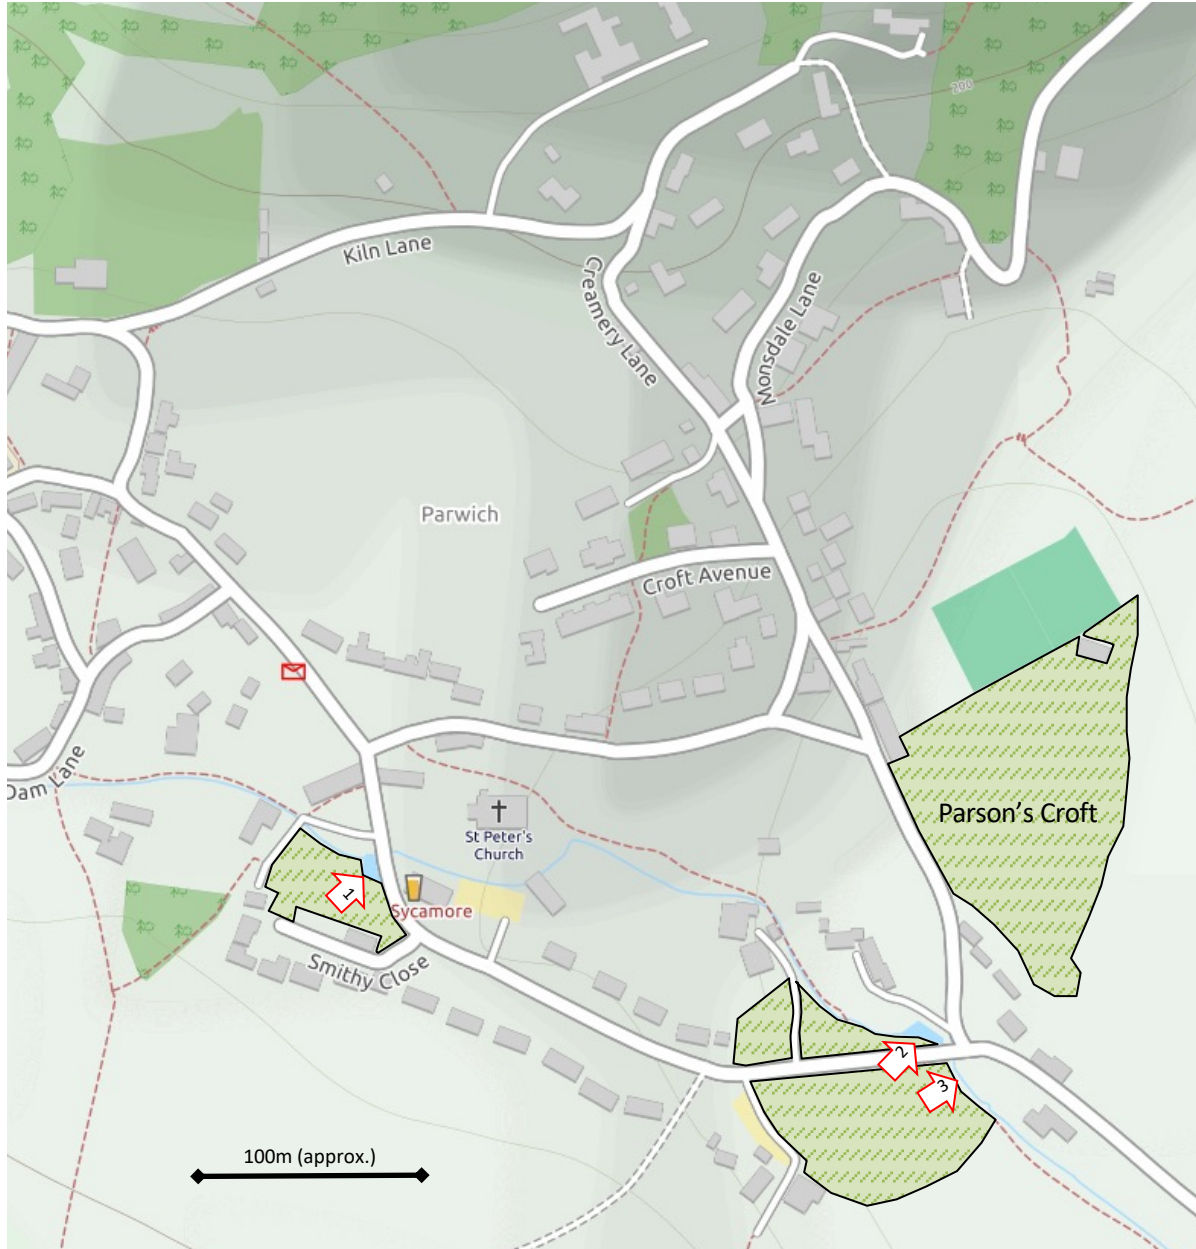 200
Kiln Lane
Creamery Lane
Monsdale Lane
Parwich
Croft Avenue
Dam Lane
Parson's Croft
St Peter's
Church
1
Sycamore
Smithy Close
2
3
100m (approx.)